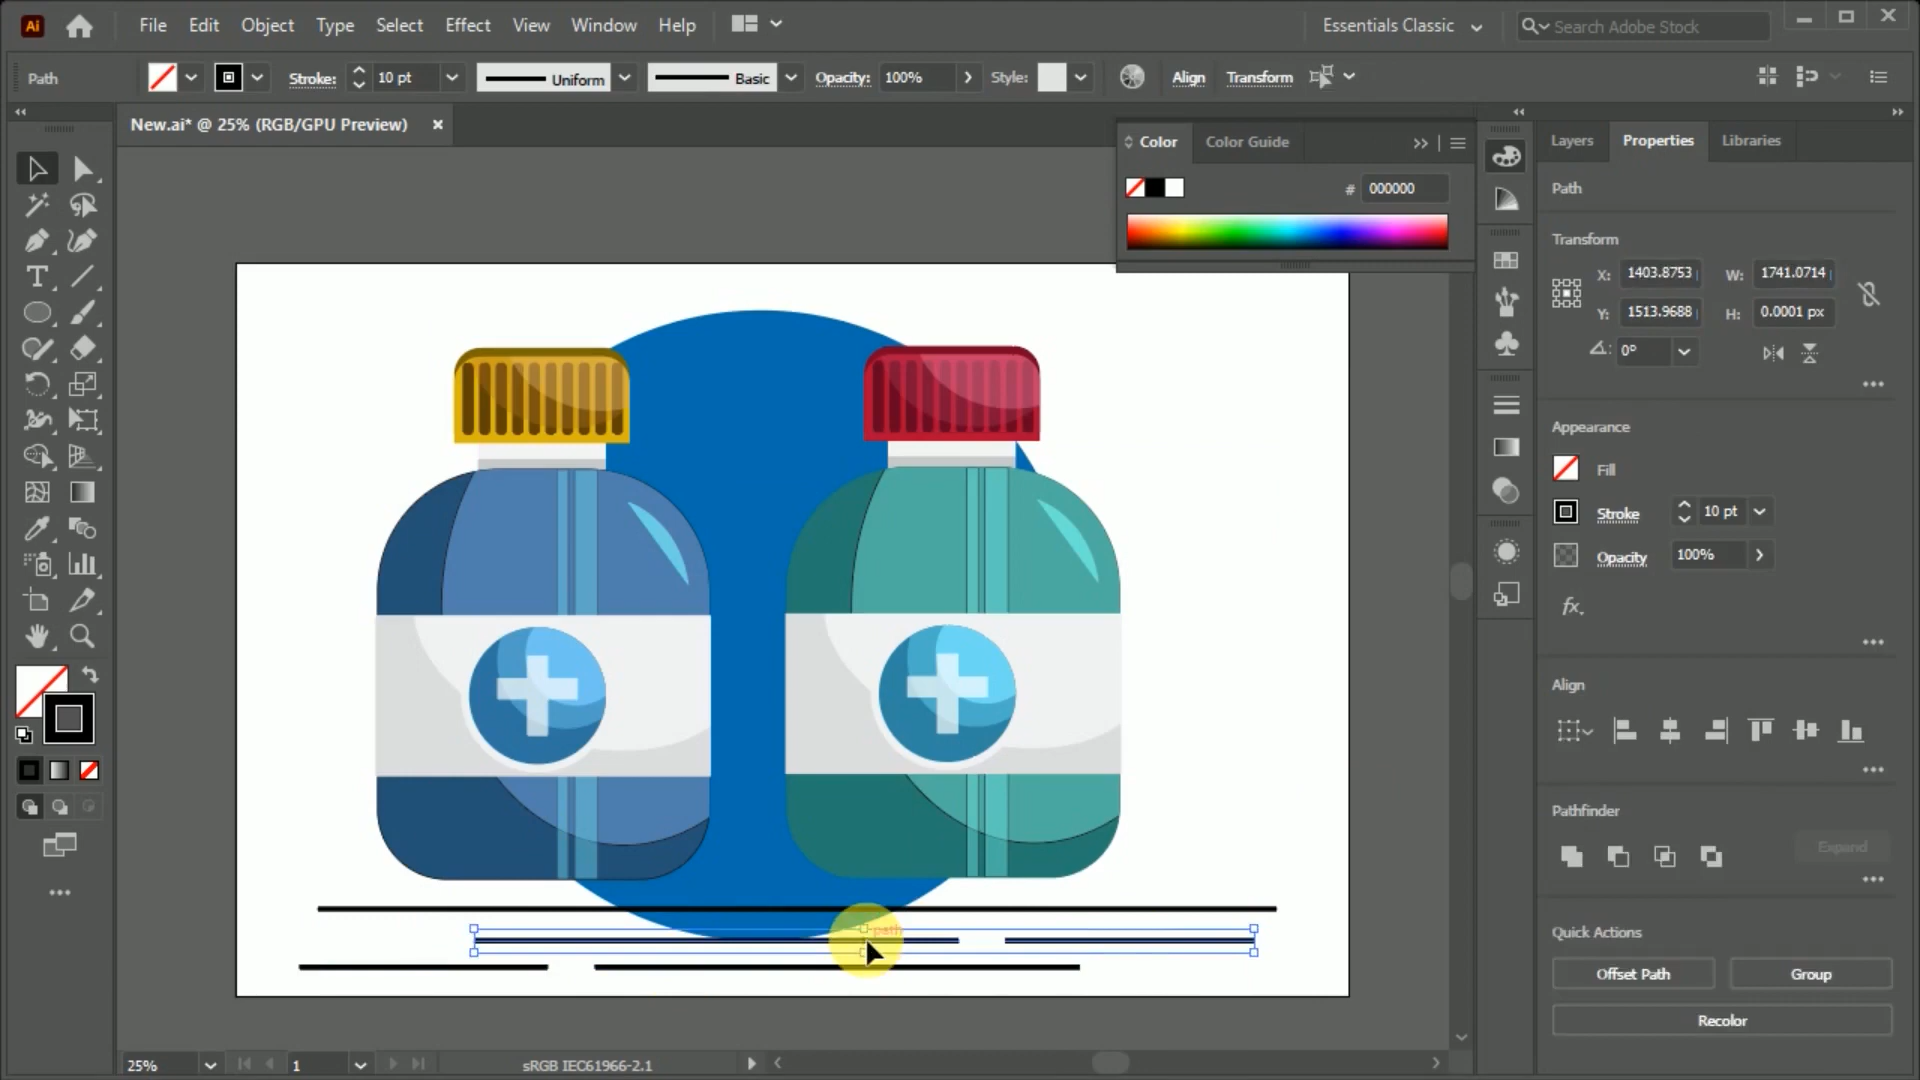 Ai File Edit Object Type Select Effect View Window Help Essentials Classic Search Adobe Stock
Path Stroke: 10 pt Uniform Basic Opacity: 100% Style: Align Transform
New.ai* @ 25% (RGB/GPU Preview) ×
Color Color Guide
# 000000
Layers Properties Libraries
Path
Transform
X: 1403.8753 W: 1741.0714
Y: 1513.9688 H: 0.0001 px
0°
Appearance
Fill
Stroke 10 pt
Opacity 100%
fx.
Align
Pathfinder
Expand
path
Quick Actions
Offset Path Group
Recolor
25% 1 sRGB IEC61966-2.1